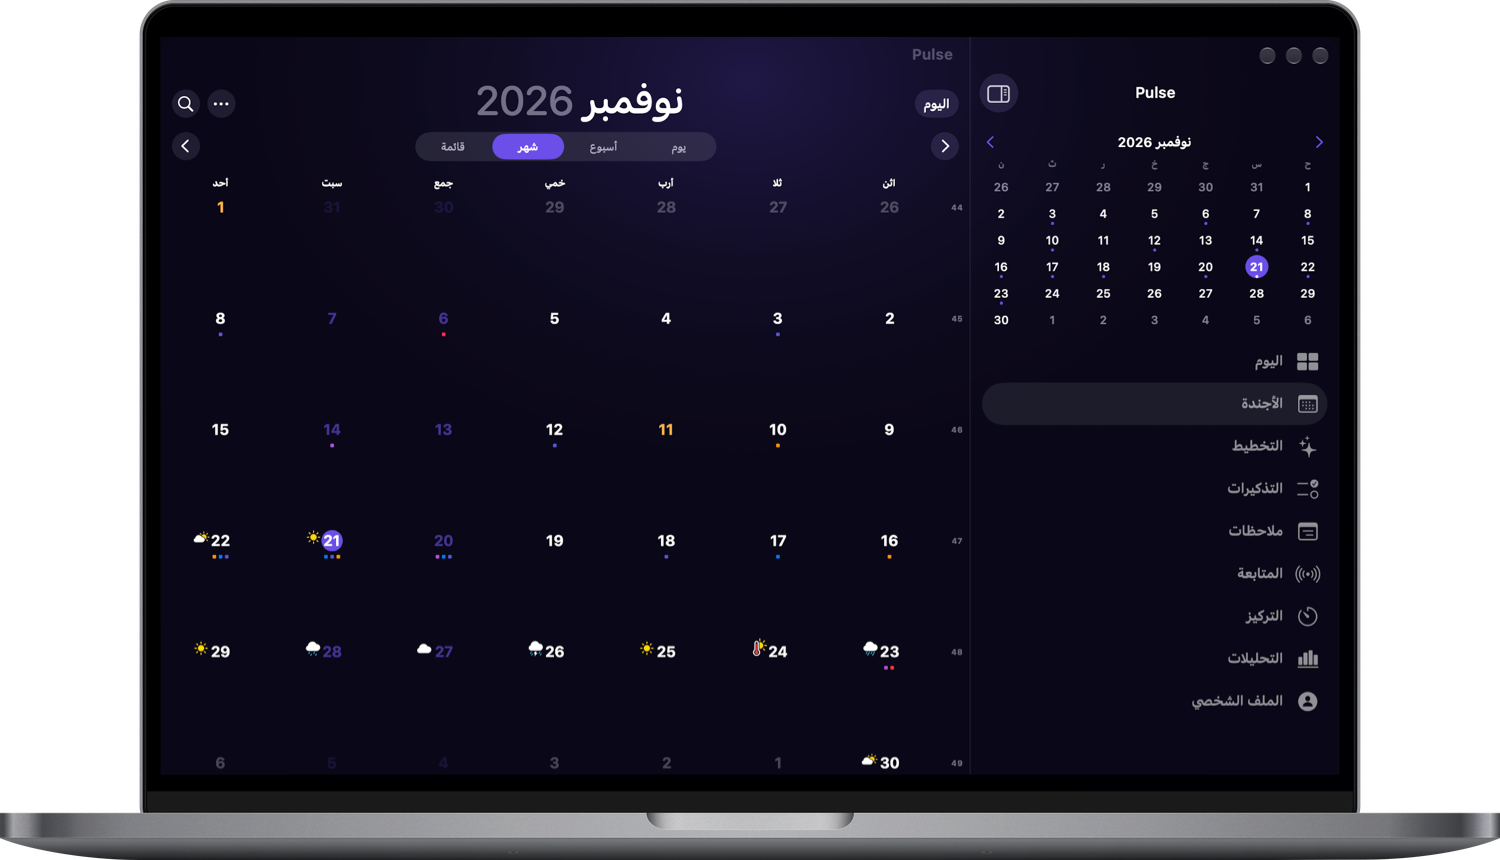 Pulse
نوفمبر 2026
ن ث ر خ ج س ح
26 27 28 29 30 31 1
2 3 4 5 6 7 8
9 10 11 12 13 14 15
16 17 18 19 20 21 22
23 24 25 26 27 28 29
30 1 2 3 4 5 6
اليوم
الأجندة
التخطيط
التذكيرات
ملاحظات
المتابعة
التركيز
التحليلات
الملف الشخصي
Pulse
اليوم
نوفمبر 2026
يوم أسبوع شهر قائمة
اثن ثلا أرب خمي جمع سبت أحد
44 26 27 28 29 30 31 1
45 2 3 4 5 6 7 8
46 9 10 11 12 13 14 15
47 16 17 18 19 20 21 22
48 23 24 25 26 27 28 29
49 30 1 2 3 4 5 6